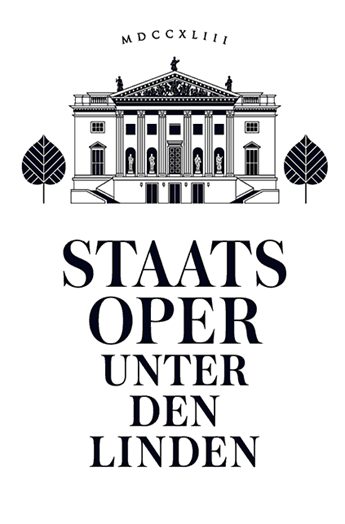 MDCCXLIII
STAATS
OPER
UNTER
DEN
LINDEN